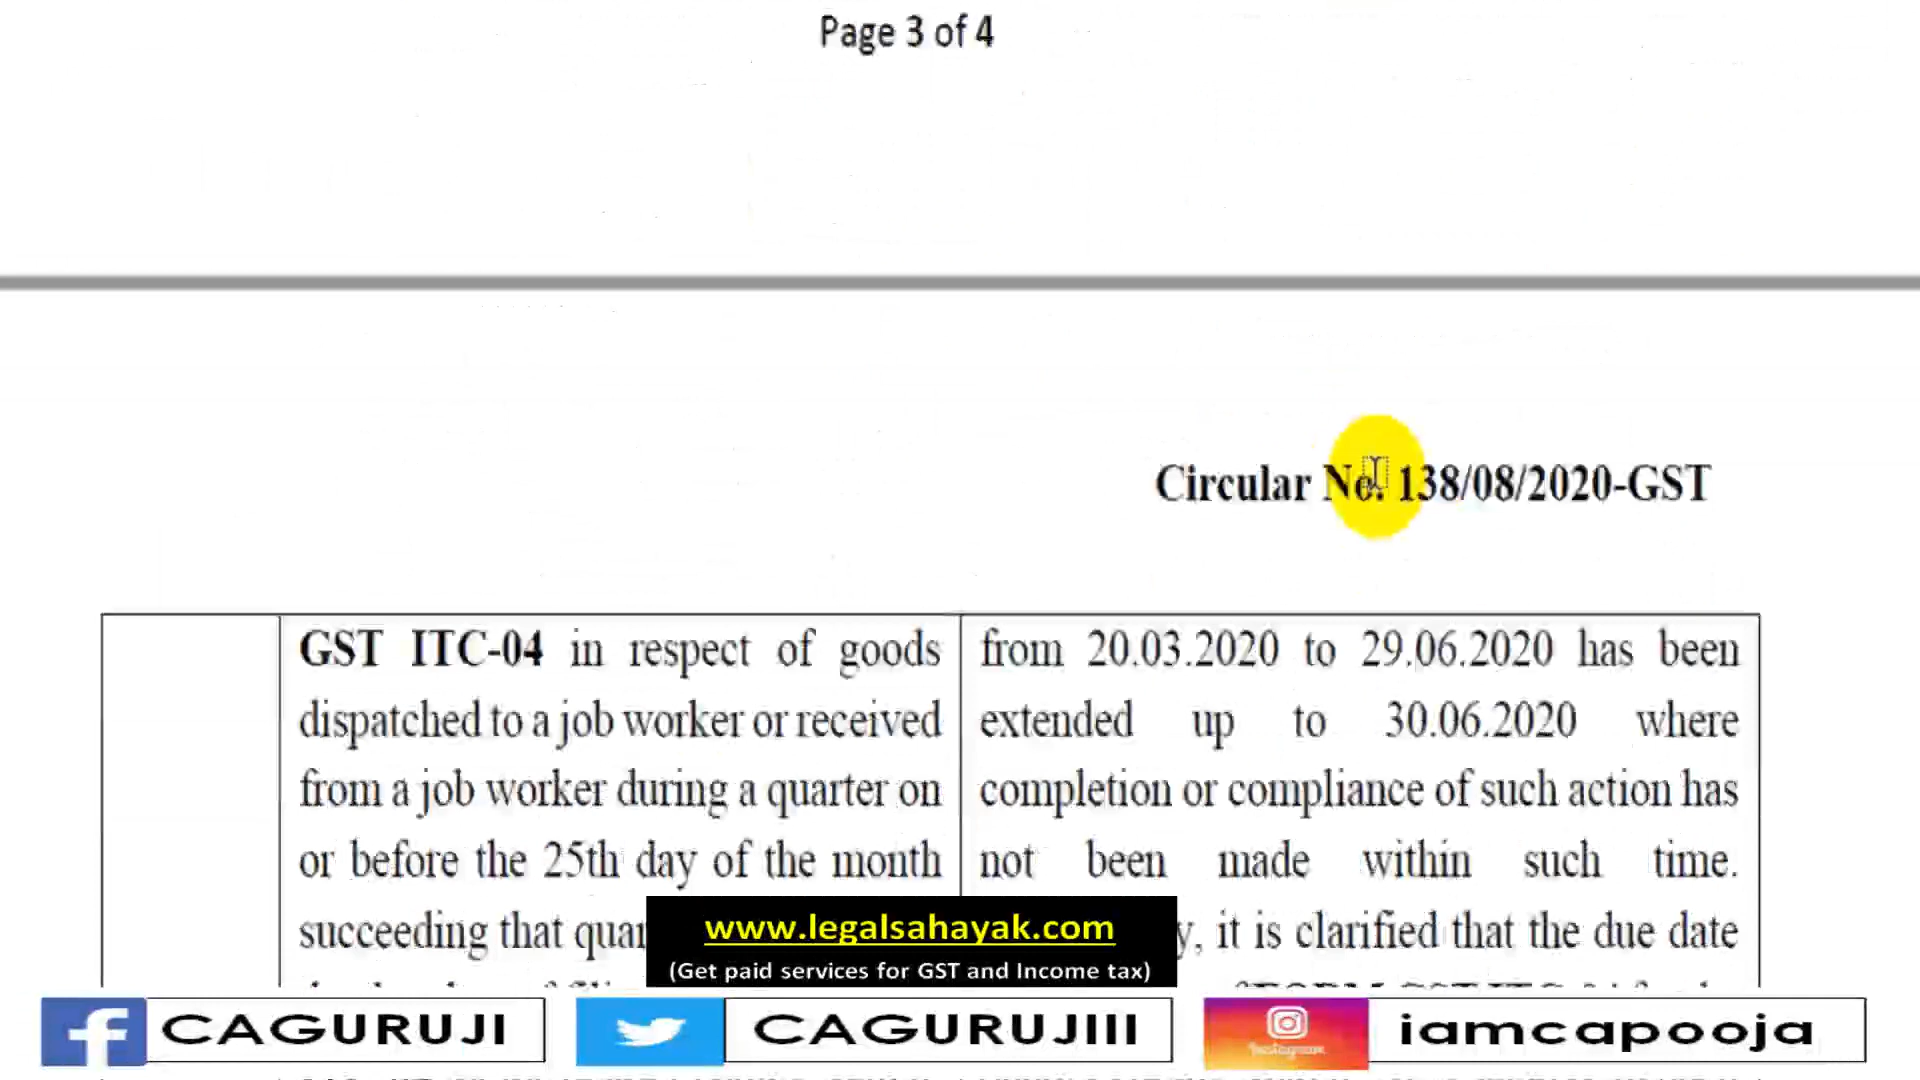 Page 3 of 4
Circular No. 138/08/2020-GST
GST ITC-04 in respect of goods
dispatched to a job worker or received
from a job worker during a quarter on
or before the 25th day of the month
succeeding that
from 20.03.2020 to 29.06.2020 has been
extended up to 30.06.2020 where
completion or compliance of such action has
not been made within such time.
it is clarified that the due date
www.legalsahayak.com
(Get paid services for GST and Income tax)
CAGURUJI
CAGURUJIII
Instagram
iamcapooja